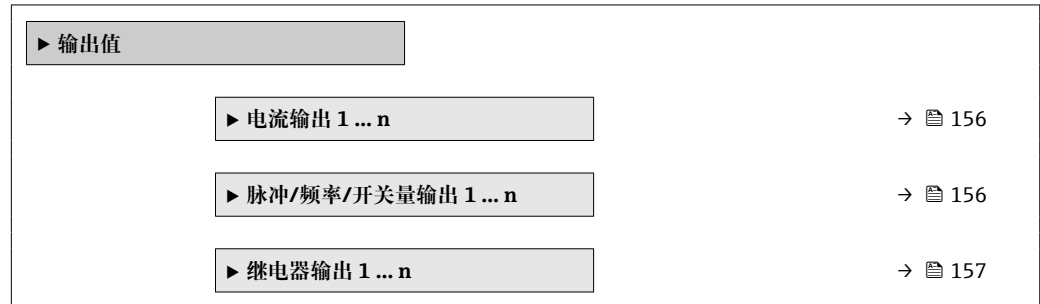 ▶ 输出值
▶ 电流输出 1 … n → 156
▶ 脉冲/频率/开关量输出 1 … n → 156
▶ 继电器输出 1 … n → 157